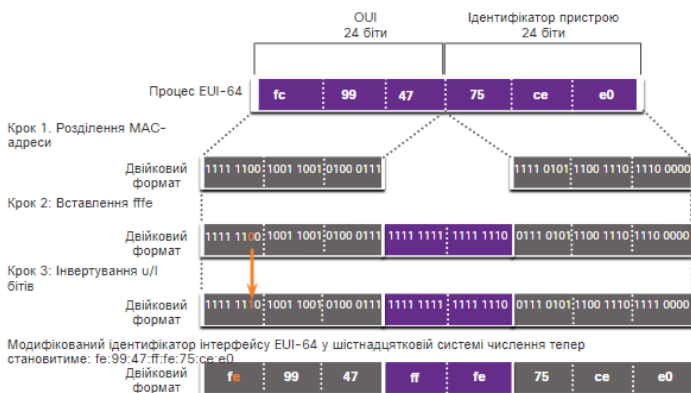 OUI
24 біти
Ідентифікатор пристрою
24 біти
Процес EUI-64
fc 99 47 75 ce e0
Крок 1. Розділення MAC-
адреси
Двійковий
формат
1111 1100 1001 1001 0100 0111 1111 0101 1100 1110 1110 0000
Крок 2: Вставлення fffe
Двійковий
формат
1111 1100 1001 1001 0100 0111 1111 1111 1111 1110 0111 0101 1100 1110 1110 0000
Крок 3: Інвертування u/l
бітів
Двійковий
формат
1111 1110 1001 1001 0100 0111 1111 1111 1111 1110 0111 0101 1100 1110 1111 0000
Модифікований ідентифікатор інтерфейсу EUI-64 у шістнадцятковій системі числення тепер
становитиме: fe:99:47:ff:fe:75:ce:e0
Двійковий
формат
fe 99 47 ff fe 75 ce e0